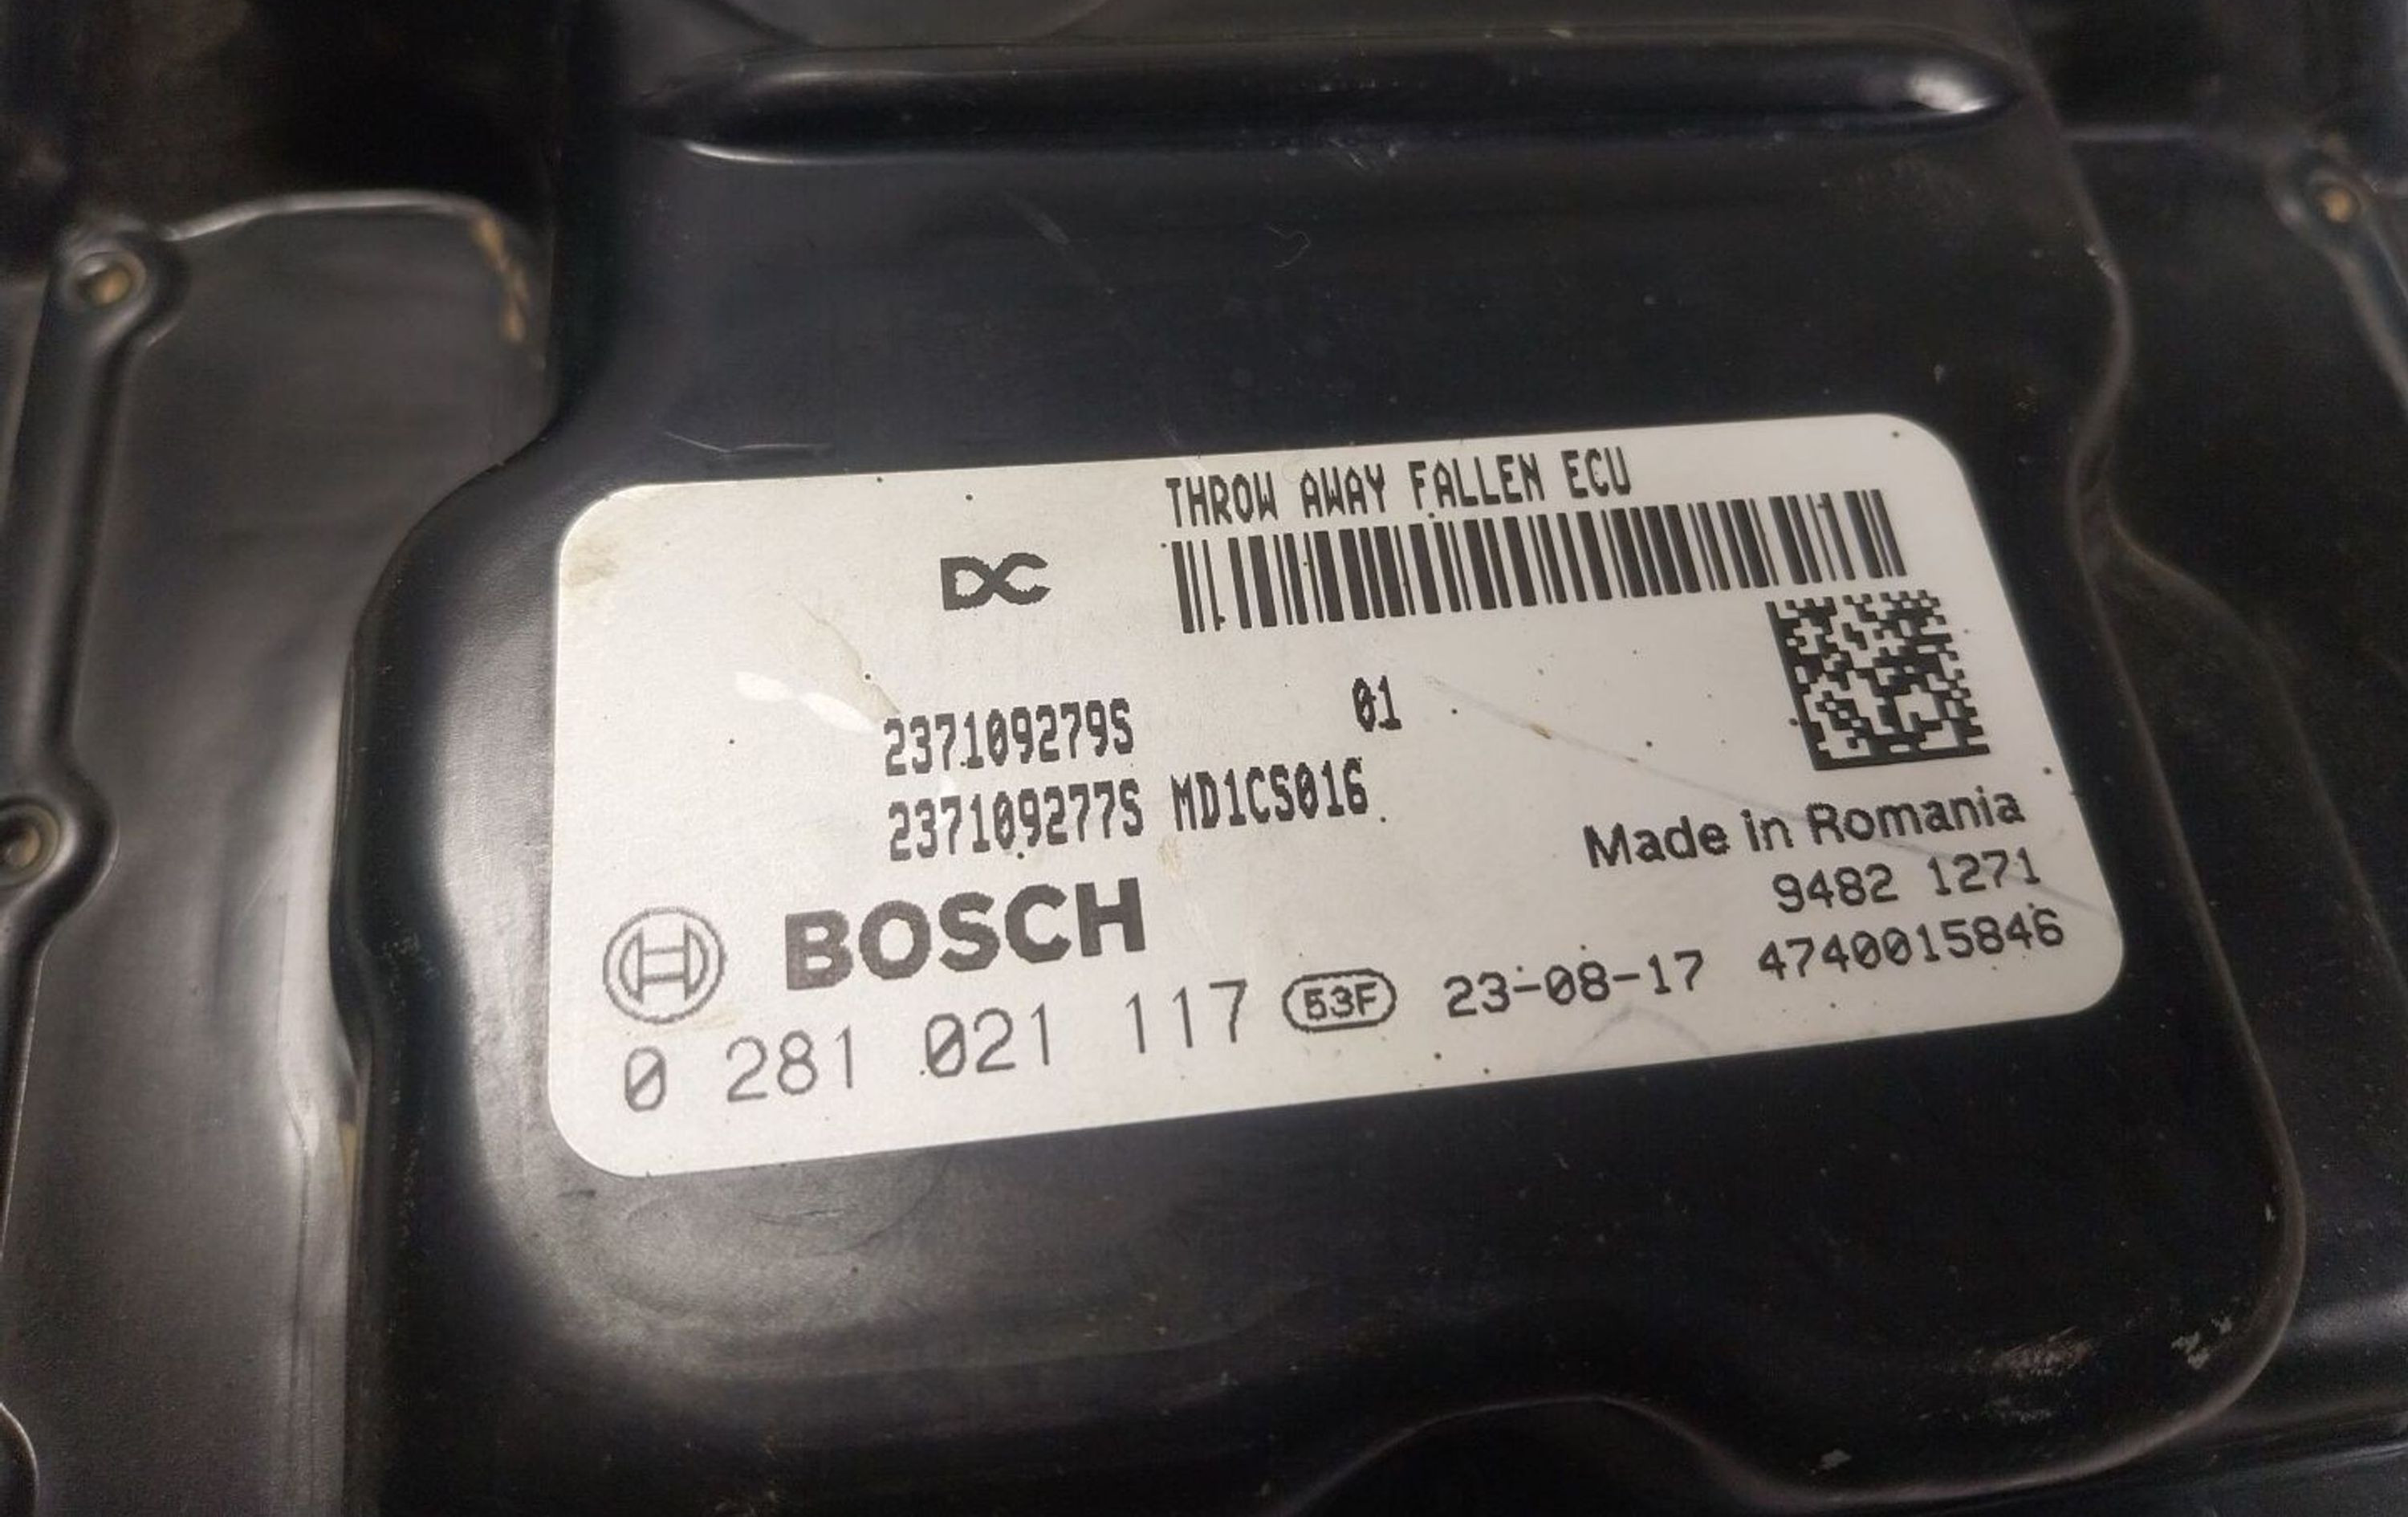 THROW AWAY FALLEN ECU
DC
237109279S 01
237109277S MD1CS016
Made in Romania
9482 1271
BOSCH
0 281 021 117 53F 23-08-17 4740015846